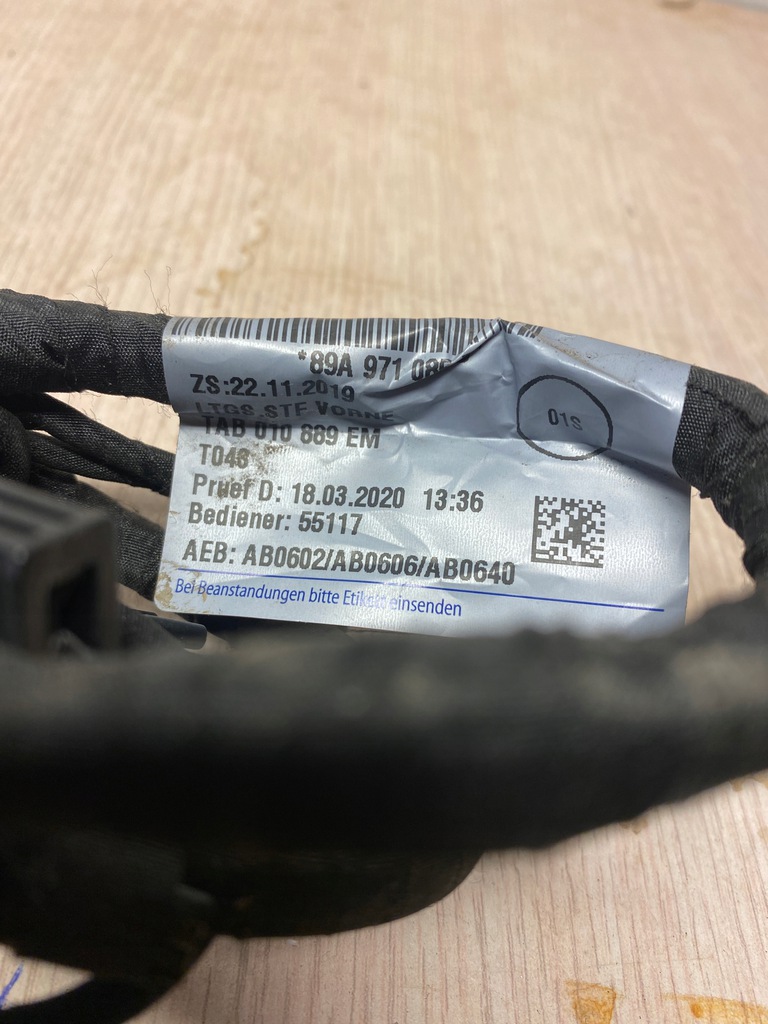 *89A 971 08
ZS:22.11.2019
LTGS.STF VORNE
TAB 010 889 EM
T048
01S
Pruef D: 18.03.2020 13:36
Bediener: 55117
AEB: AB0602/AB0606/AB0640
Bei Beanstandungen bitte Etikett einsenden